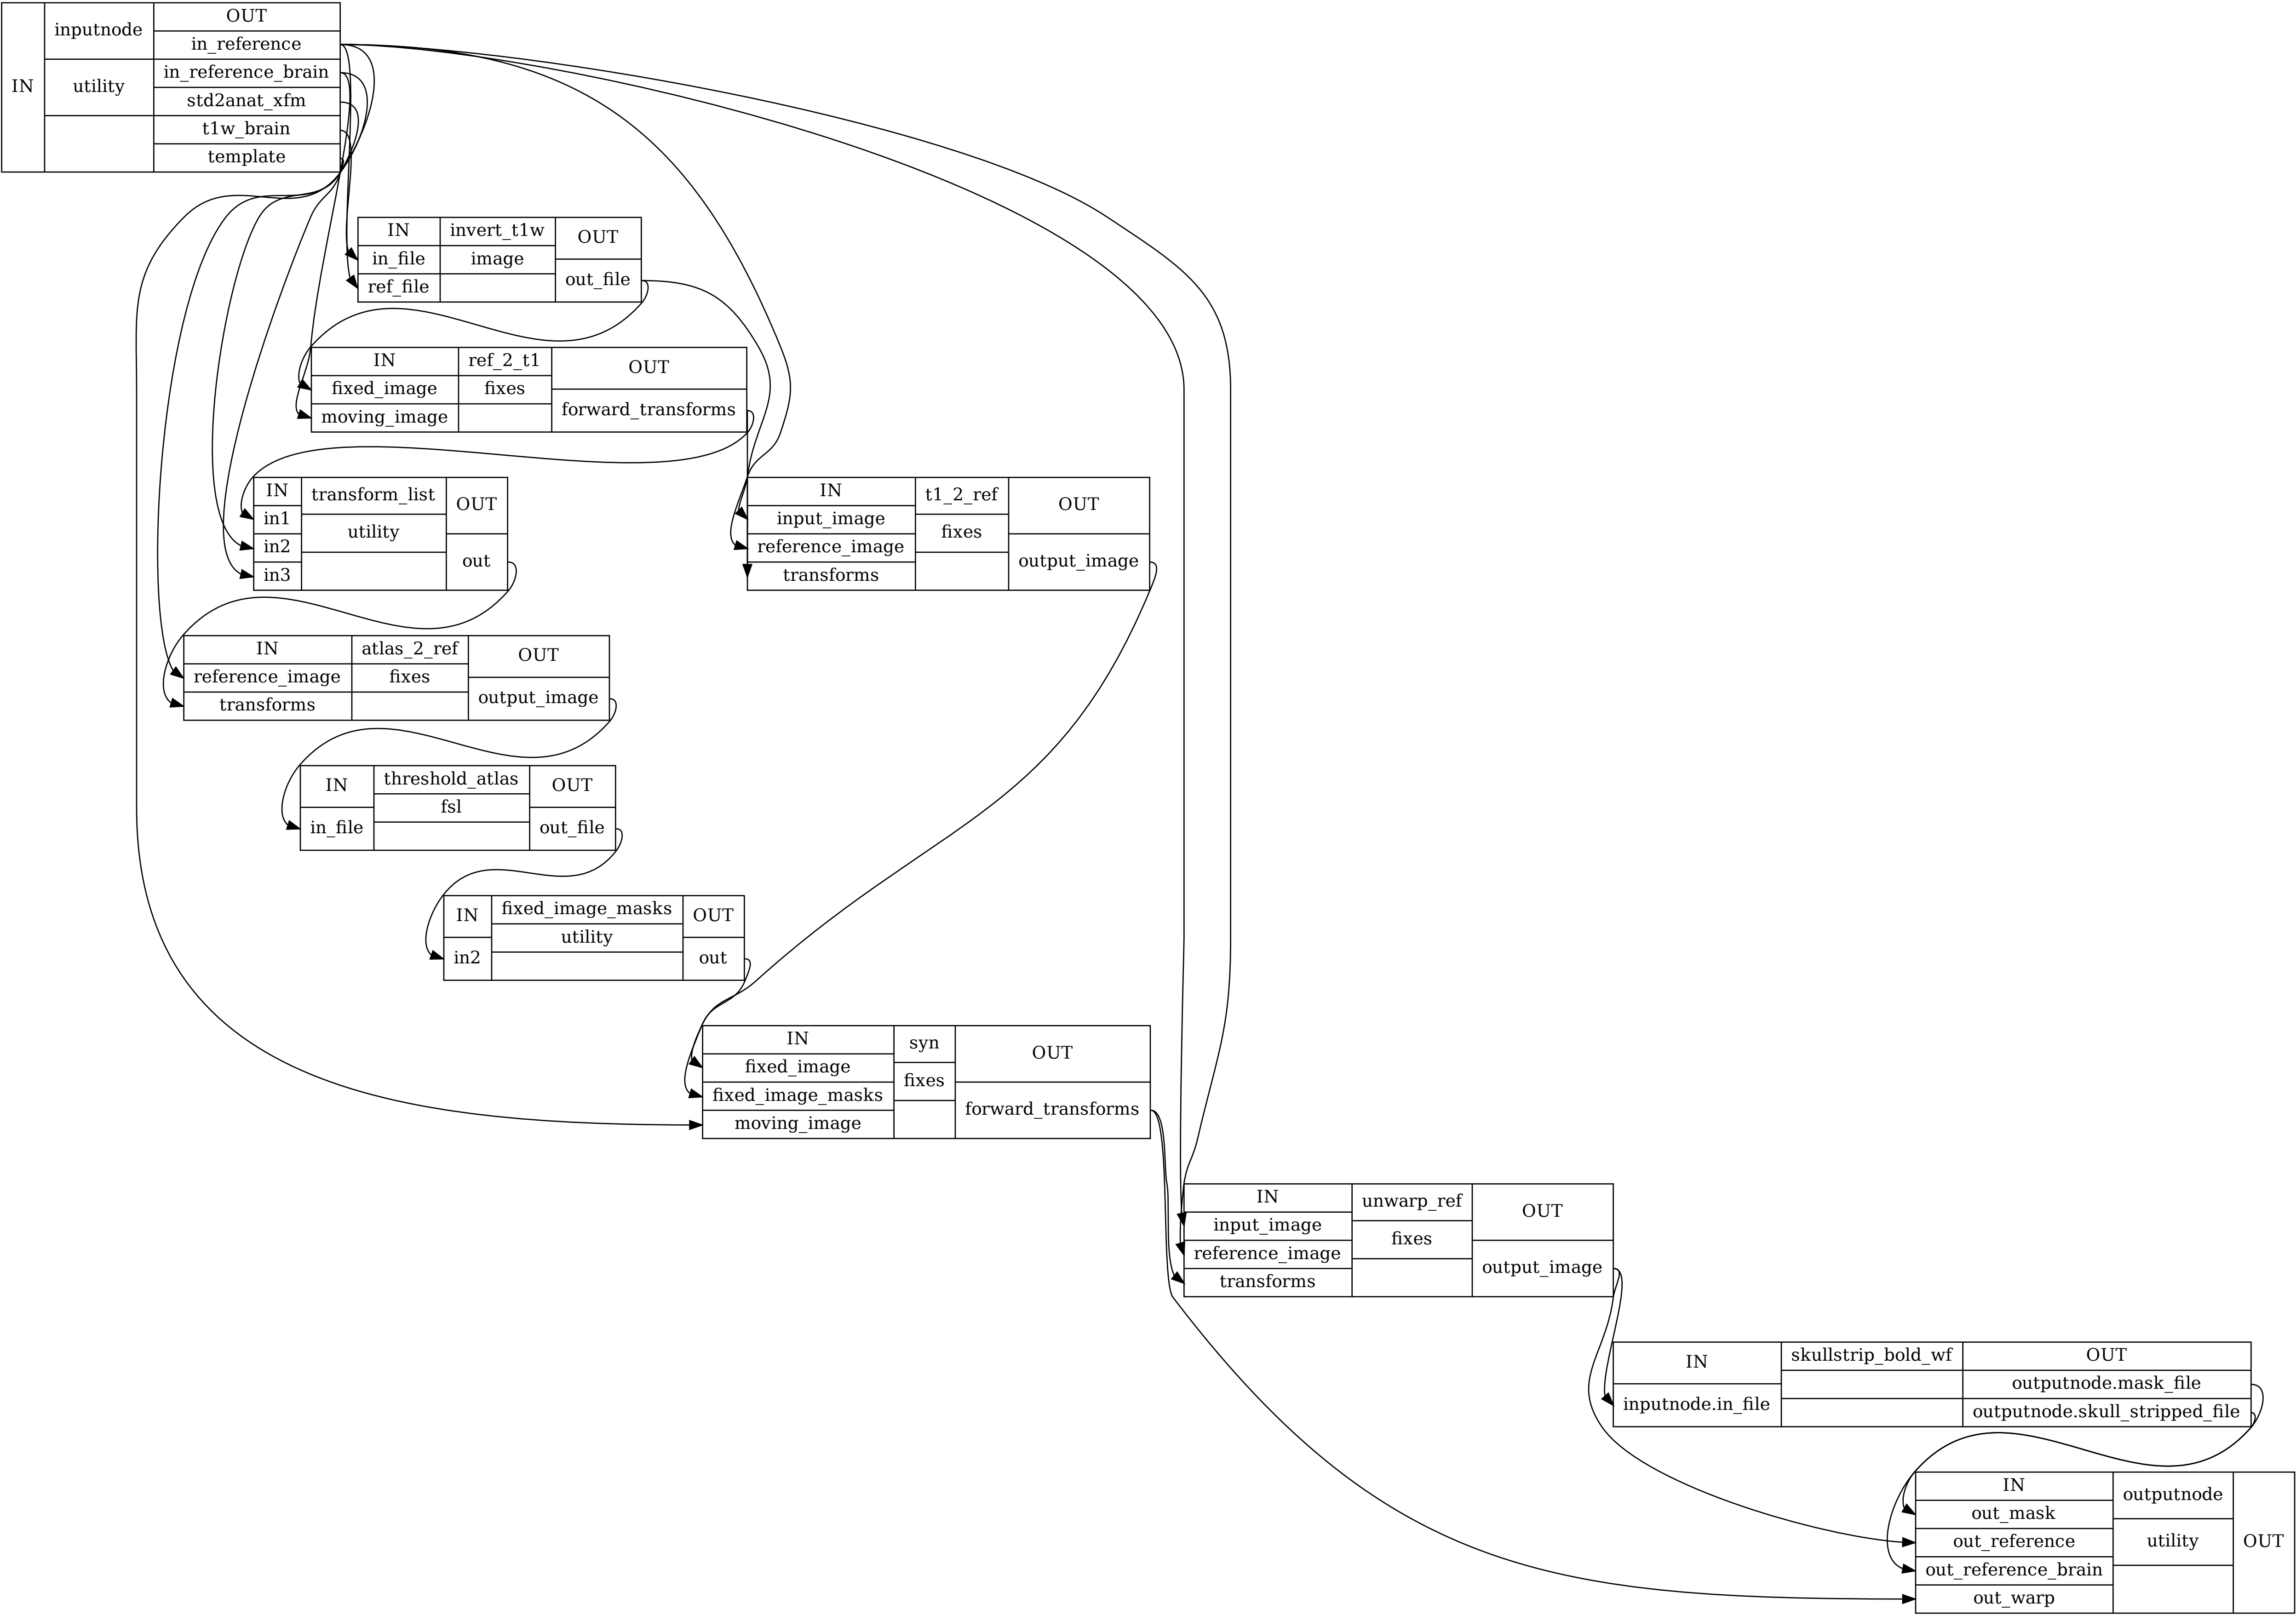 IN
inputnode
utility
OUT
in_reference
in_reference_brain
std2anat_xfm
t1w_brain
template
IN
in_file
ref_file
invert_t1w
image
OUT
out_file
IN
fixed_image
moving_image
ref_2_t1
fixes
OUT
forward_transforms
IN
in1
in2
in3
transform_list
utility
OUT
out
IN
input_image
reference_image
transforms
t1_2_ref
fixes
OUT
output_image
IN
reference_image
transforms
atlas_2_ref
fixes
OUT
output_image
IN
in_file
threshold_atlas
fsl
OUT
out_file
IN
in2
fixed_image_masks
utility
OUT
out
IN
fixed_image
fixed_image_masks
moving_image
syn
fixes
OUT
forward_transforms
IN
input_image
reference_image
transforms
unwarp_ref
fixes
OUT
output_image
IN
inputnode.in_file
skullstrip_bold_wf
OUT
outputnode.mask_file
outputnode.skull_stripped_file
IN
out_mask
out_reference
out_reference_brain
out_warp
outputnode
utility
OUT